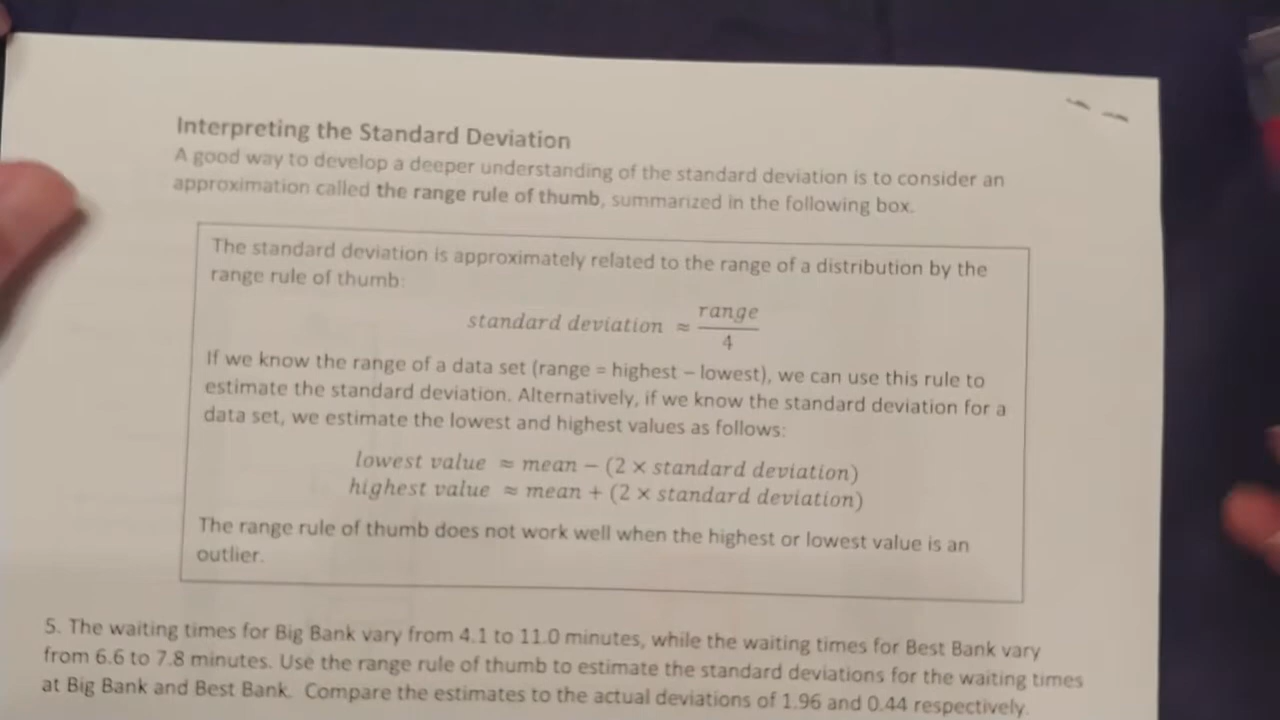 Interpreting the Standard Deviation
A good way to develop a deeper understanding of the standard deviation is to consider an
approximation called the range rule of thumb, summarized in the following box.
The standard deviation is approximately related to the range of a distribution by the
range rule of thumb:
standard deviation ≈ range
4
If we know the range of a data set (range = highest – lowest), we can use this rule to
estimate the standard deviation. Alternatively, if we know the standard deviation for a
data set, we estimate the lowest and highest values as follows:
lowest value ≈ mean − (2 × standard deviation)
highest value ≈ mean + (2 × standard deviation)
The range rule of thumb does not work well when the highest or lowest value is an
outlier.
5. The waiting times for Big Bank vary from 4.1 to 11.0 minutes, while the waiting times for Best Bank vary
from 6.6 to 7.8 minutes. Use the range rule of thumb to estimate the standard deviations for the waiting times
at Big Bank and Best Bank. Compare the estimates to the actual deviations of 1.96 and 0.44 respectively.